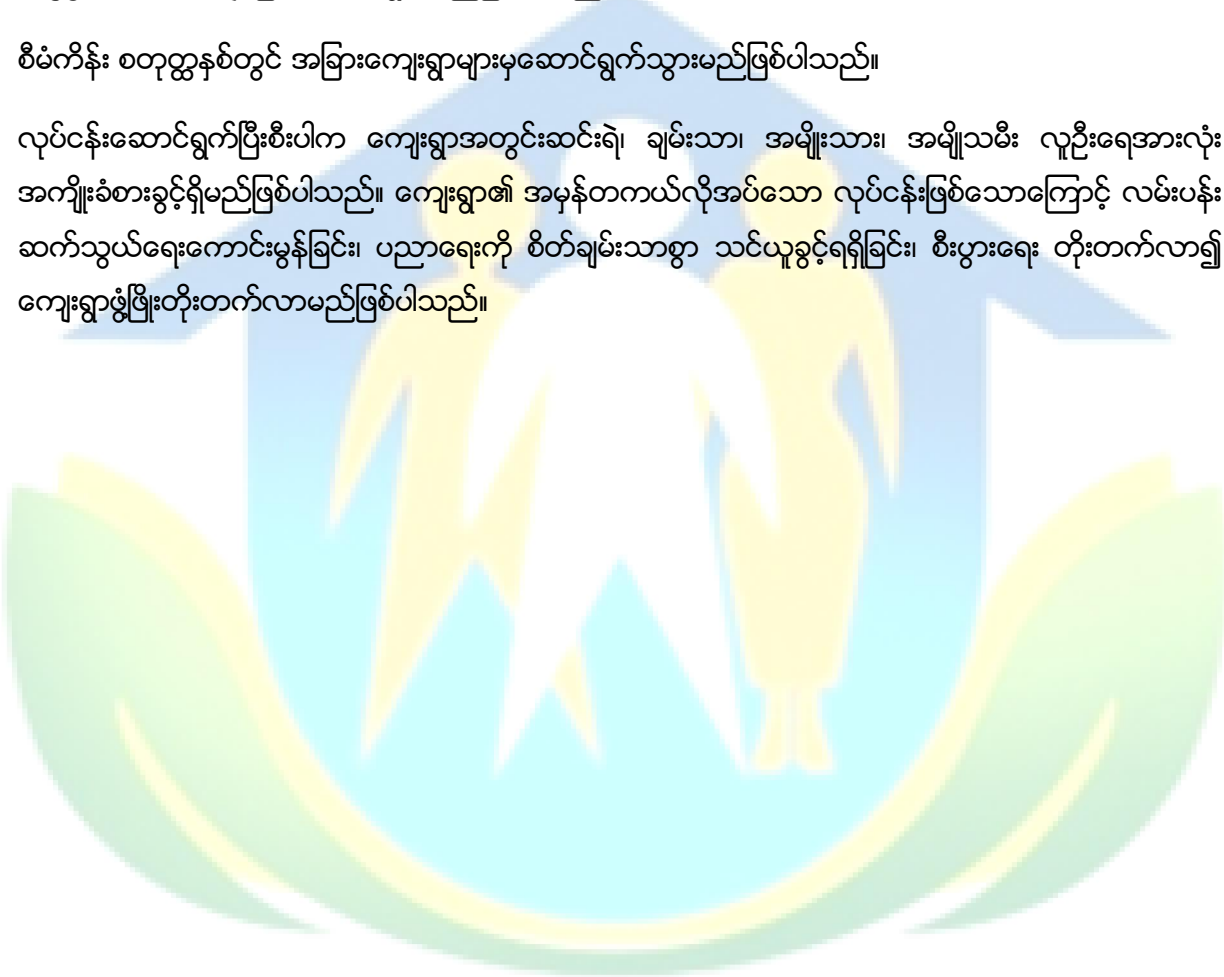 စီမံကိန်း စတုတ္ထနှစ်တွင် အခြားကျေးရွာများမှဆောင်ရွက်သွားမည်ဖြစ်ပါသည်။
လုပ်ငန်းဆောင်ရွက်ပြီးစီးပါက ကျေးရွာအတွင်းဆင်းရဲ၊ ချမ်းသာ၊ အမျိုးသား၊ အမျိုသမီး လူဦးရေအားလုံး
အကျိုးခံစားခွင့်ရှိမည်ဖြစ်ပါသည်။ ကျေးရွာ၏ အမှန်တကယ်လိုအပ်သော လုပ်ငန်းဖြစ်သောကြောင့် လမ်းပန်း
ဆက်သွယ်ရေးကောင်းမွန်ခြင်း၊ ပညာရေးကို စိတ်ချမ်းသာစွာ သင်ယူခွင့်ရရှိခြင်း၊ စီးပွားရေး တိုးတက်လာ၍
ကျေးရွာဖွံ့ဖြိုးတိုးတက်လာမည်ဖြစ်ပါသည်။